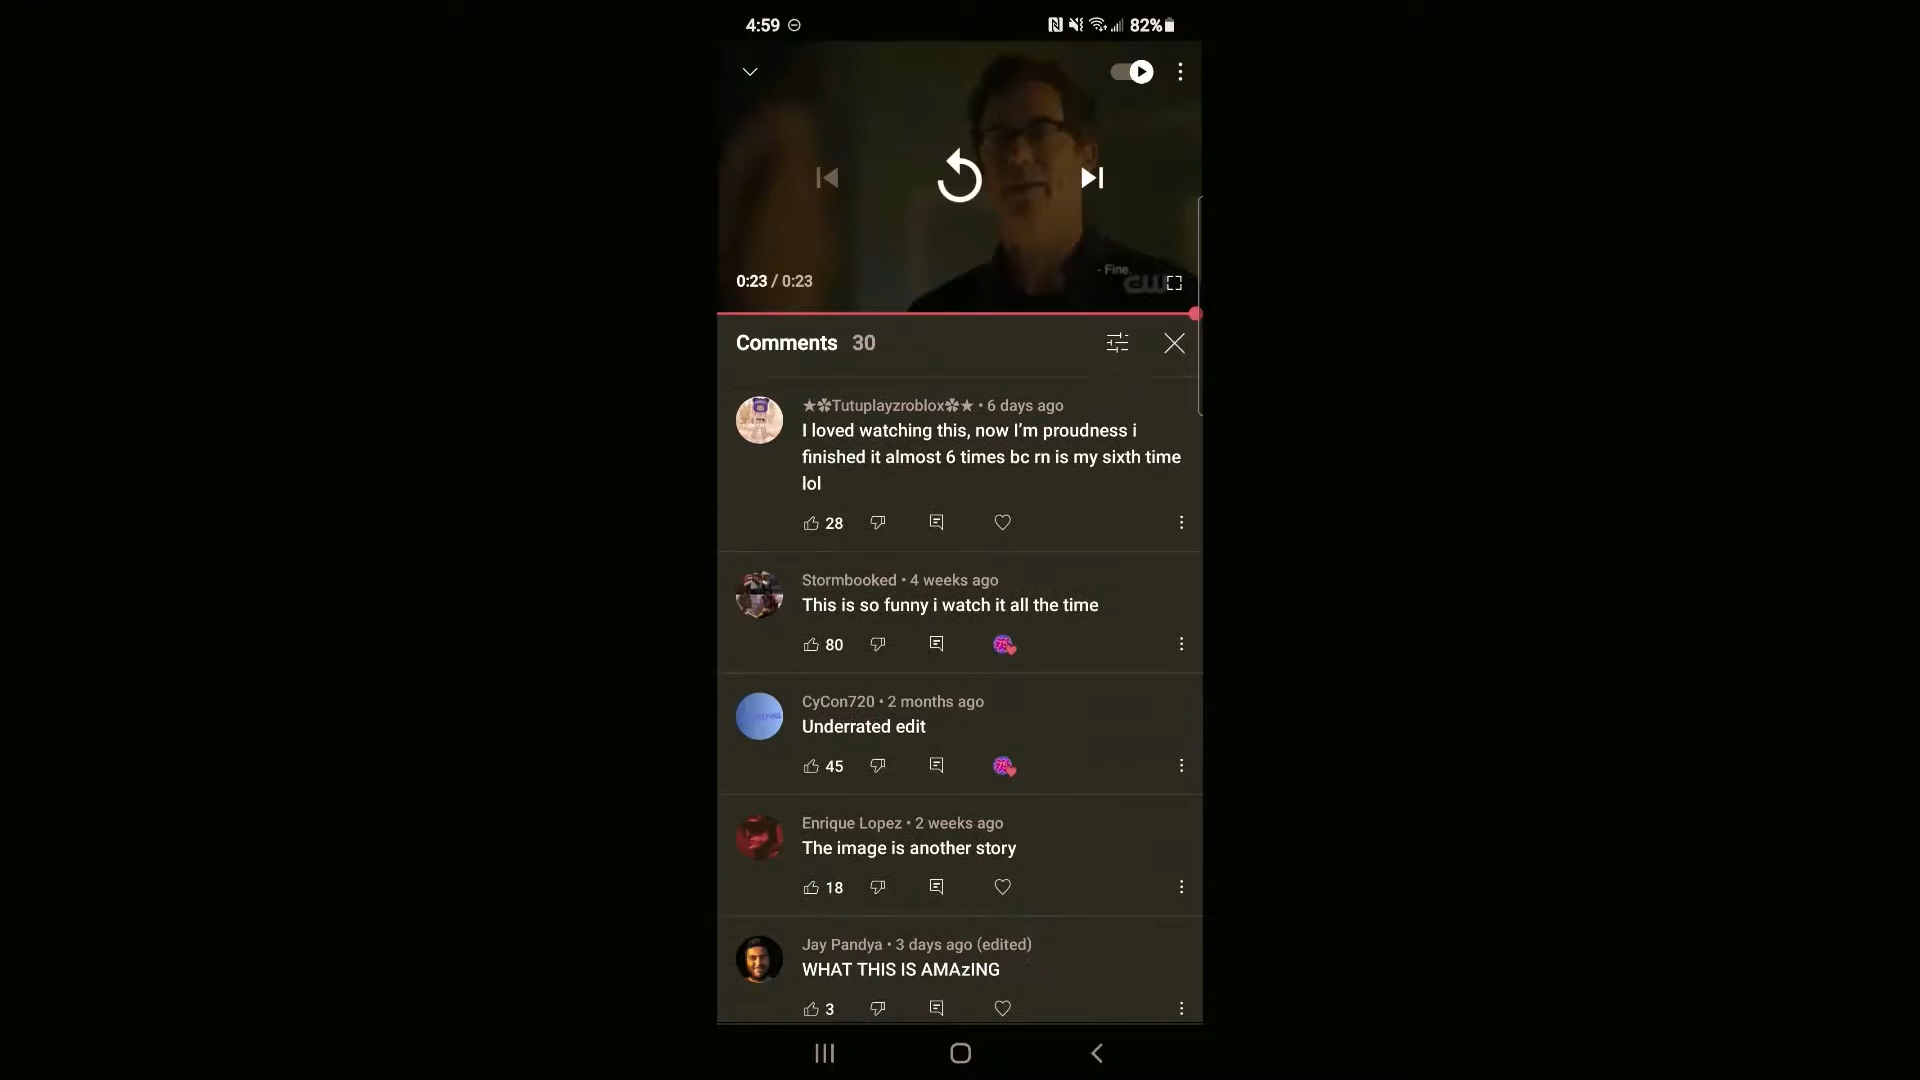 4:59
82%
- Fine.
CW
0:23 / 0:23
Comments 30
★✽Tutuplayzroblox✽★ • 6 days ago
I loved watching this, now I’m proudness i
finished it almost 6 times bc rn is my sixth time
lol
28
Stormbooked • 4 weeks ago
This is so funny i watch it all the time
80
CyCon720 • 2 months ago
Underrated edit
45
Enrique Lopez • 2 weeks ago
The image is another story
18
Jay Pandya • 3 days ago (edited)
WHAT THIS IS AMAzING
3